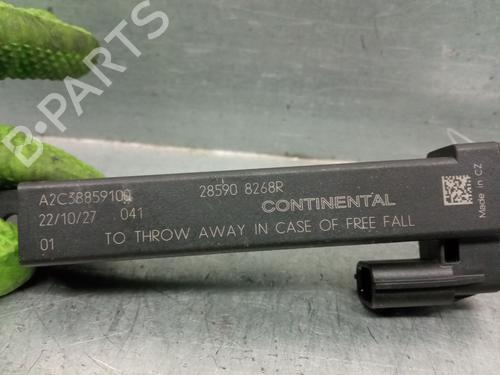 A2C38859100 28590 8268R
22/10/27 041 CONTINENTAL
01 TO THROW AWAY IN CASE OF FREE FALL
Made in CZ
B-PARTS